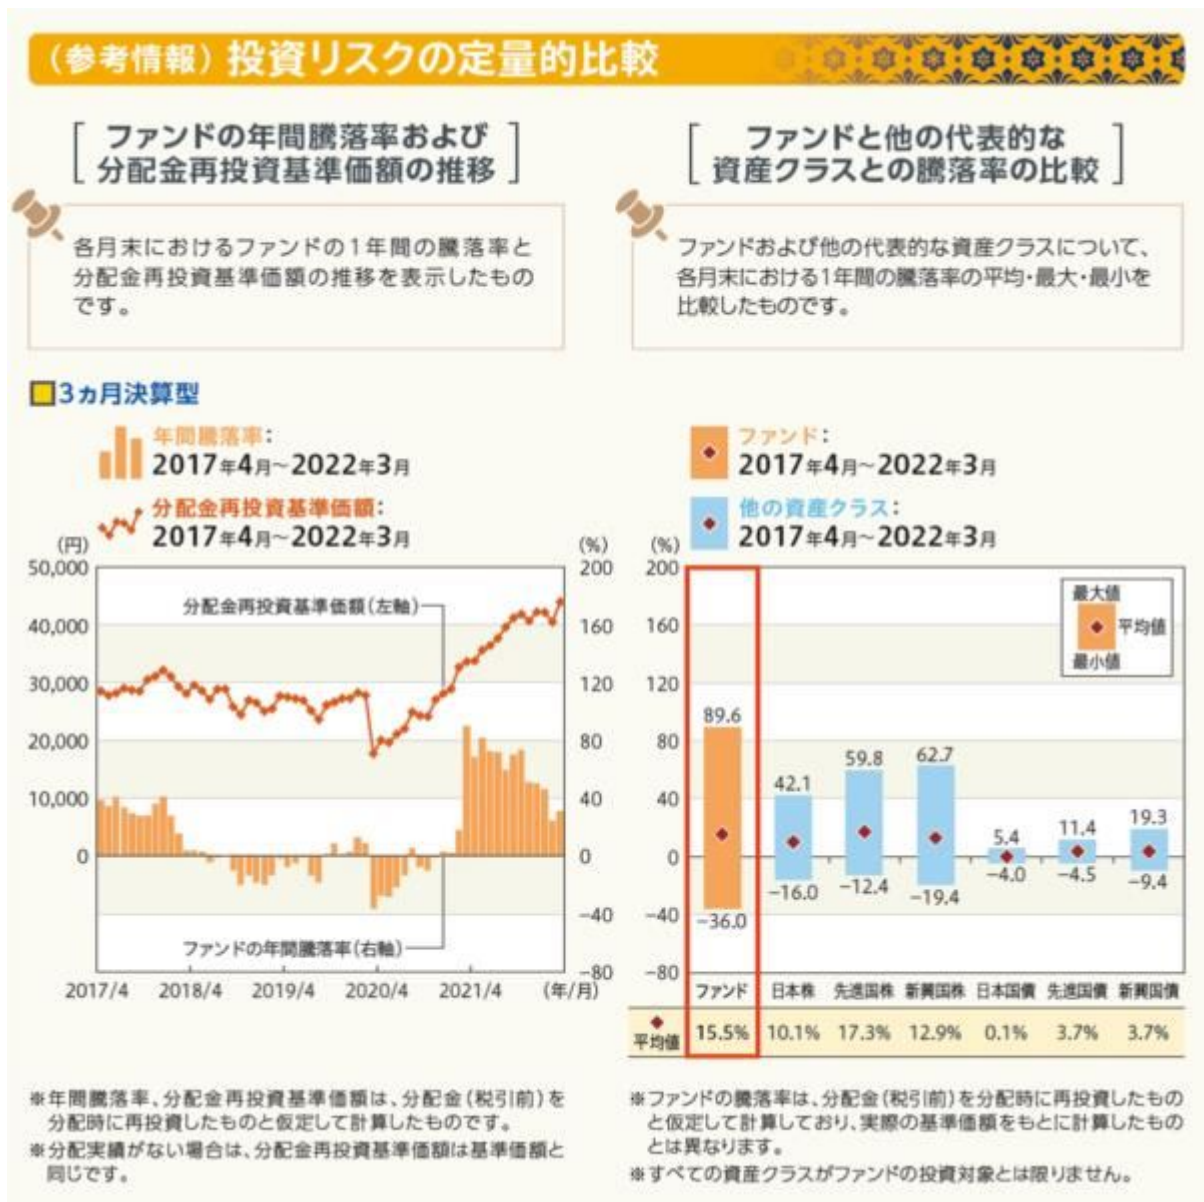 (参考情報)投資リスクの定量的比較
ファンドの年間騰落率および
分配金再投資基準価額の推移
各月末におけるファンドの1年間の騰落率と
分配金再投資基準価額の推移を表示したもの
です。
ファンドと他の代表的な
資産クラスとの騰落率の比較
ファンドおよび他の代表的な資産クラスについて、
各月末における1年間の騰落率の平均・最大・最小を
比較したものです。
3ヵ月決算型
年間騰落率:
2017年4月~2022年3月
分配金再投資基準価額:
2017年4月~2022年3月
(円)
(%)
50,000
40,000
30,000
20,000
10,000
0
200
160
120
80
40
0
-40
-80
分配金再投資基準価額(左軸)
ファンドの年間騰落率(右軸)
2017/4 2018/4 2019/4 2020/4 2021/4 (年/月)
ファンド:
2017年4月~2022年3月
他の資産クラス:
2017年4月~2022年3月
(%)
200
160
120
80
40
0
-40
-80
最大値
平均値
最小値
89.6
42.1
59.8
62.7
5.4
11.4
19.3
-36.0
-16.0
-12.4
-19.4
-4.0
-4.5
-9.4
ファンド 日本株 先進国株 新興国株 日本国債 先進国債 新興国債
平均値 15.5% 10.1% 17.3% 12.9% 0.1% 3.7% 3.7%
※年間騰落率、分配金再投資基準価額は、分配金(税引前)を
分配時に再投資したものと仮定して計算したものです。
※分配実績がない場合は、分配金再投資基準価額は基準価額と
同じです。
※ファンドの騰落率は、分配金(税引前)を分配時に再投資したもの
と仮定して計算しており、実際の基準価額をもとに計算したもの
とは異なります。
※すべての資産クラスがファンドの投資対象とは限りません。